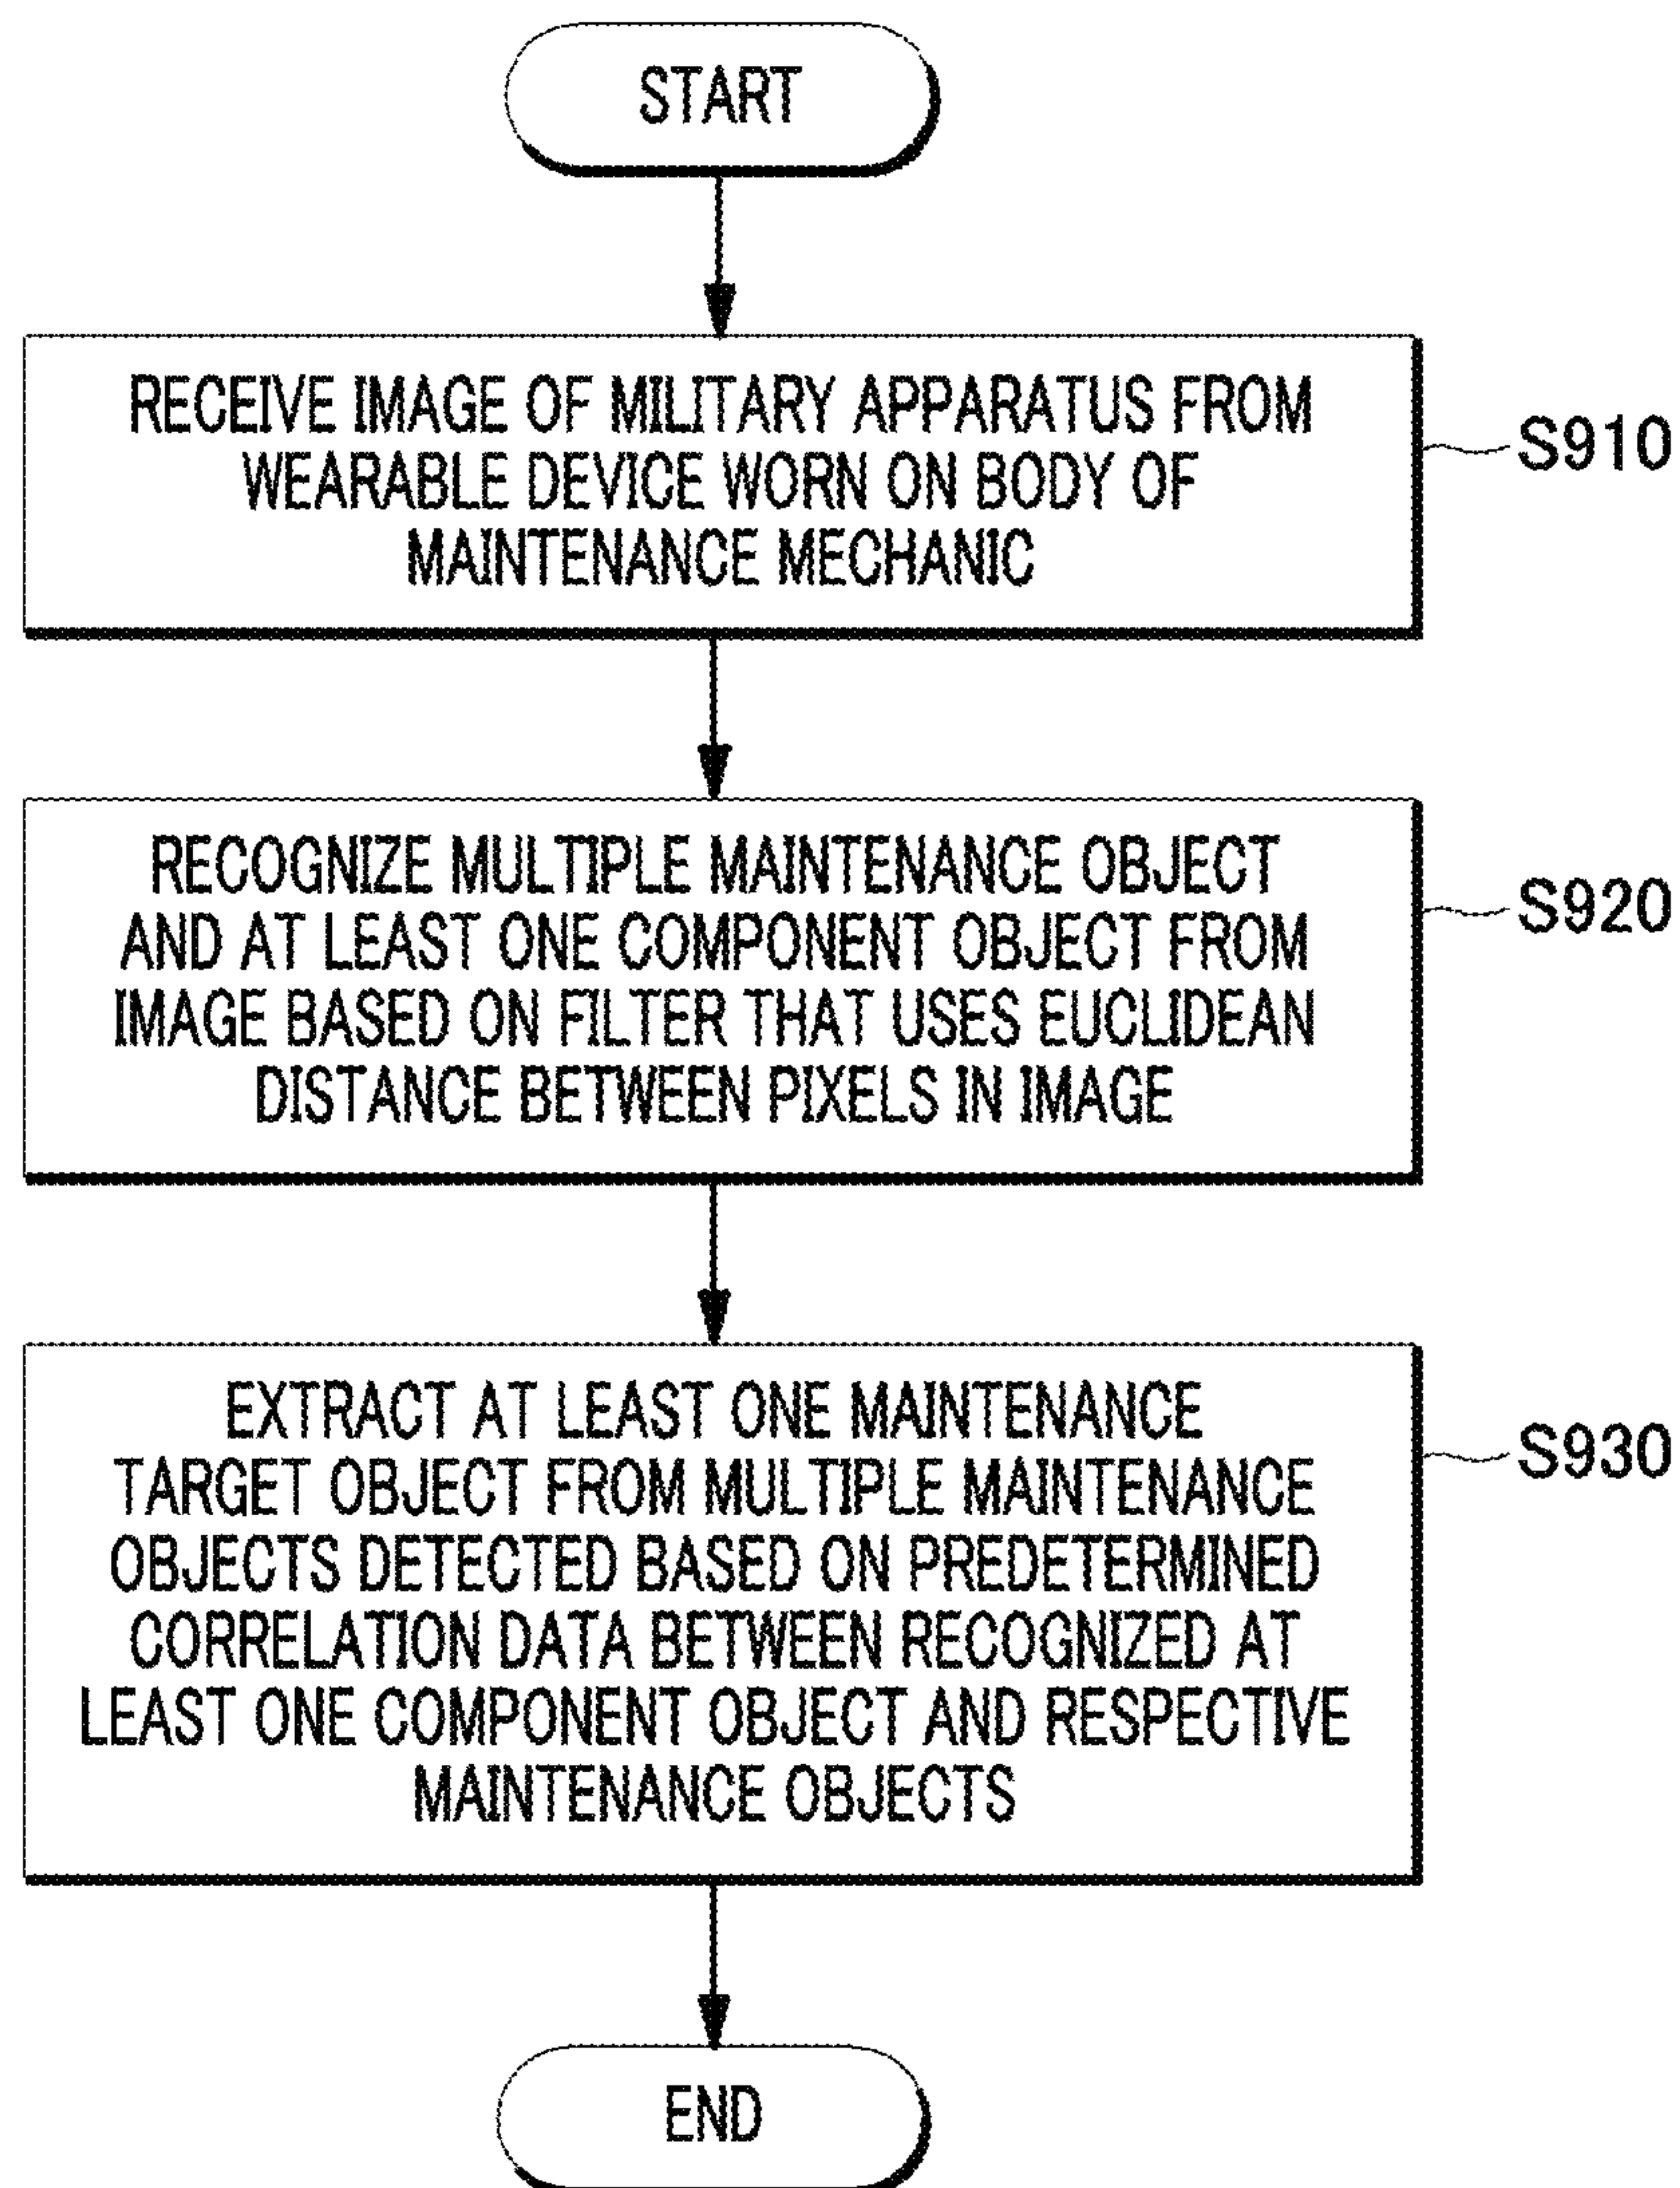 START
RECEIVE IMAGE OF MILITARY APPARATUS FROM
WEARABLE DEVICE WORN ON BODY OF
MAINTENANCE MECHANIC
S910
RECOGNIZE MULTIPLE MAINTENANCE OBJECT
AND AT LEAST ONE COMPONENT OBJECT FROM
IMAGE BASED ON FILTER THAT USES EUCLIDEAN
DISTANCE BETWEEN PIXELS IN IMAGE
S920
EXTRACT AT LEAST ONE MAINTENANCE
TARGET OBJECT FROM MULTIPLE MAINTENANCE
OBJECTS DETECTED BASED ON PREDETERMINED
CORRELATION DATA BETWEEN RECOGNIZED AT
LEAST ONE COMPONENT OBJECT AND RESPECTIVE
MAINTENANCE OBJECTS
S930
END